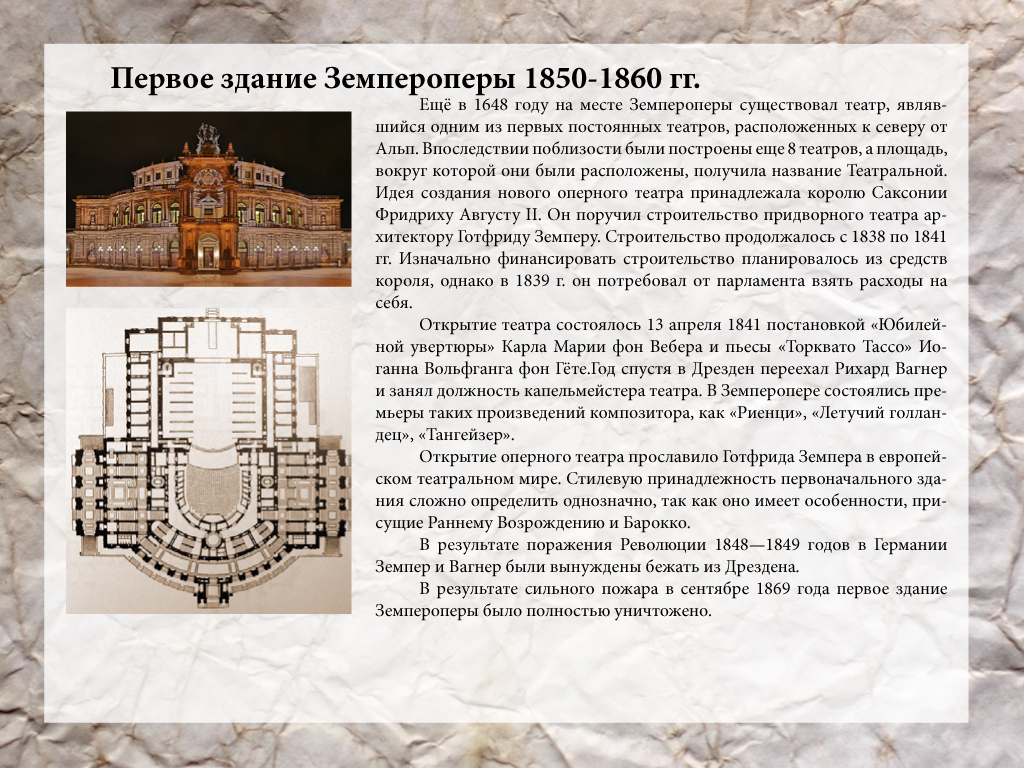 Первое здание Земпероперы 1850-1860 гг.
Ещё в 1648 году на месте Земпероперы существовал театр, являв-
шийся одним из первых постоянных театров, расположенных к северу от
Альп. Впоследствии поблизости были построены еще 8 театров, а площадь,
вокруг которой они были расположены, получила название Театральной.
Идея создания нового оперного театра принадлежала королю Саксонии
Фридриху Августу II. Он поручил строительство придворного театра ар-
хитектору Готфриду Земперу. Строительство продолжалось с 1838 по 1841
гг. Изначально финансировать строительство планировалось из средств
короля, однако в 1839 г. он потребовал от парламента взять расходы на
себя.
Открытие театра состоялось 13 апреля 1841 постановкой «Юбилей-
ной увертюры» Карла Марии фон Вебера и пьесы «Торквато Тассо» Ио-
ганна Вольфганга фон Гёте.Год спустя в Дрезден переехал Рихард Вагнер
и занял должность капельмейстера театра. В Земперопере состоялись пре-
мьеры таких произведений композитора, как «Риенци», «Летучий голлан-
дец», «Тангейзер».
Открытие оперного театра прославило Готфрида Земпера в европей-
ском театральном мире. Стилевую принадлежность первоначального зда-
ния сложно определить однозначно, так как оно имеет особенности, при-
сущие Раннему Возрождению и Барокко.
В результате поражения Революции 1848—1849 годов в Германии
Земпер и Вагнер были вынуждены бежать из Дрездена.
В результате сильного пожара в сентябре 1869 года первое здание
Земпероперы было полностью уничтожено.